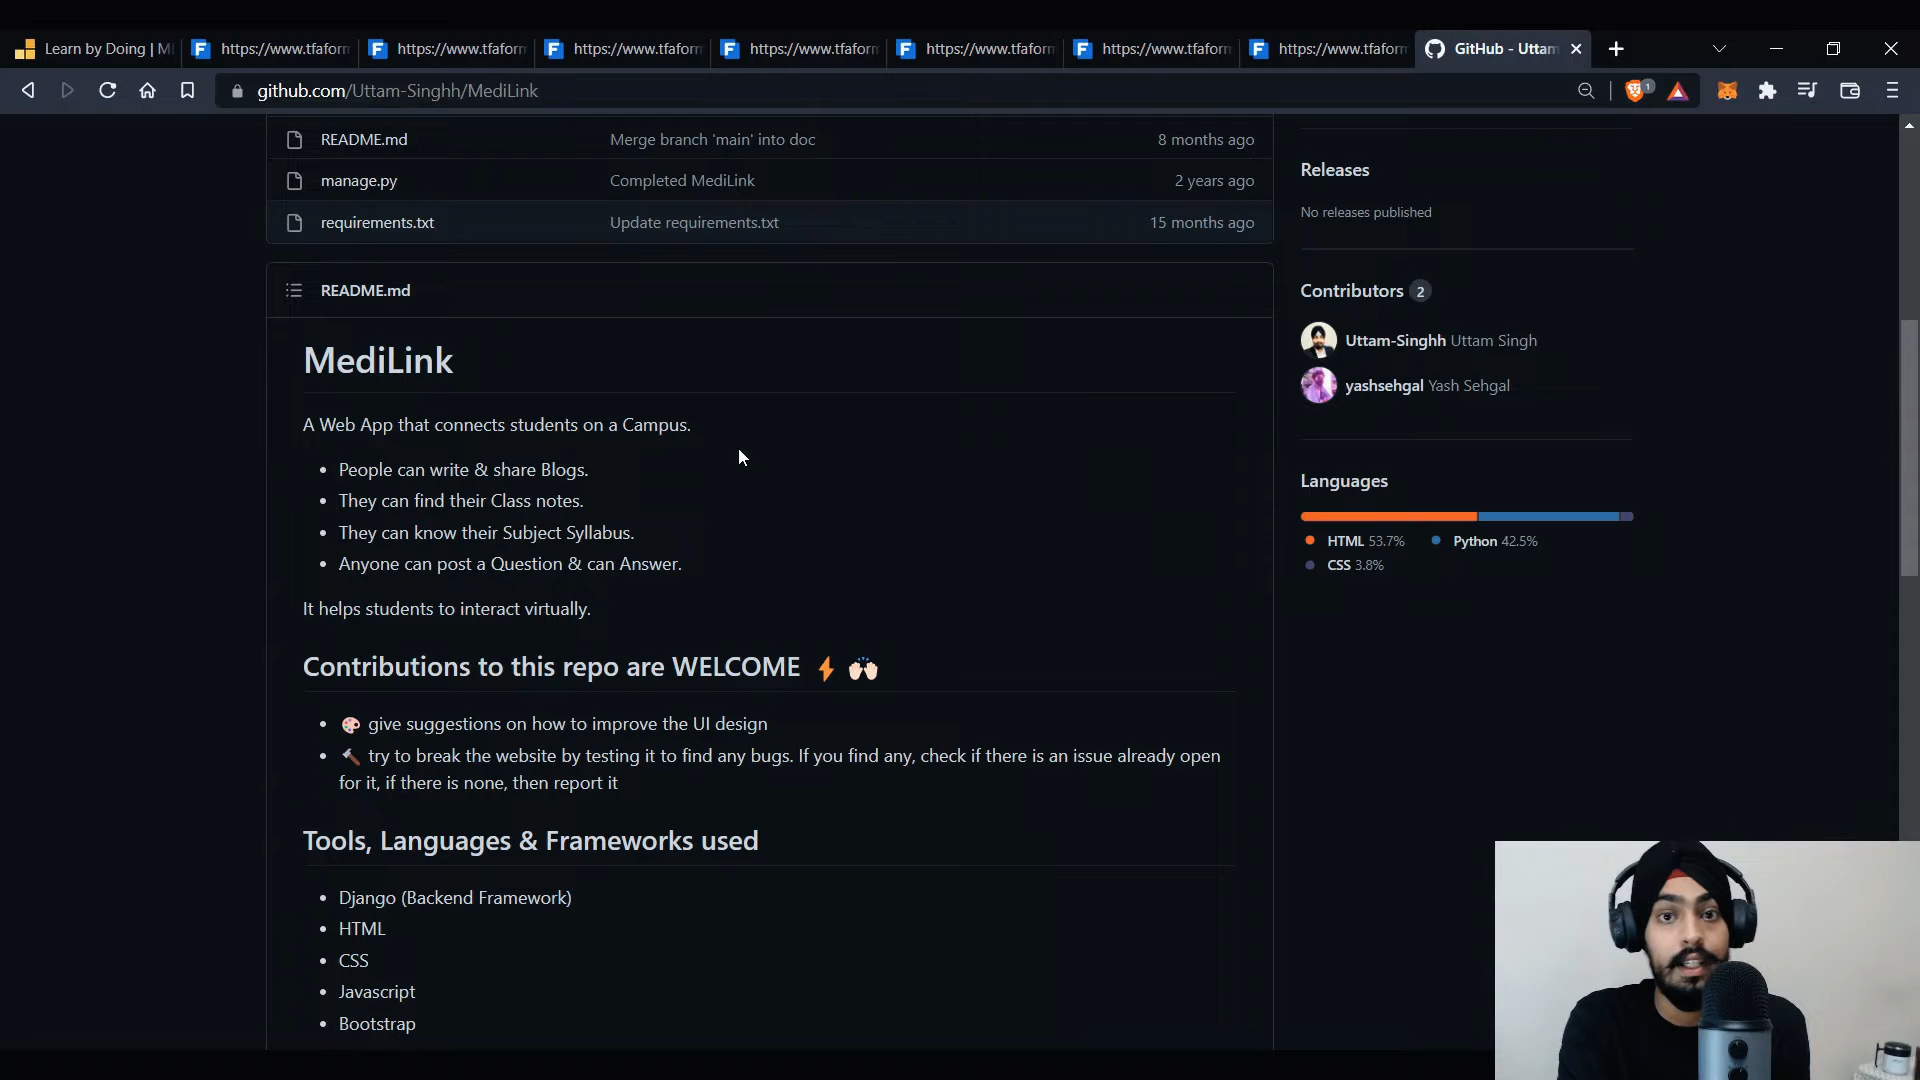 Learn by Doing | M
https://www.tfaform
https://www.tfaform
https://www.tfaform
https://www.tfaform
https://www.tfaform
https://www.tfaform
https://www.tfaform
GitHub - Uttam
github.com/Uttam-Singhh/MediLink
1
README.md Merge branch 'main' into doc 8 months ago
manage.py Completed MediLink 2 years ago
requirements.txt Update requirements.txt 15 months ago
README.md
MediLink
A Web App that connects students on a Campus.
• People can write & share Blogs.
• They can find their Class notes.
• They can know their Subject Syllabus.
• Anyone can post a Question & can Answer.
It helps students to interact virtually.
Contributions to this repo are WELCOME ⚡ 🙌🏻
• 🎨 give suggestions on how to improve the UI design
• 🔨 try to break the website by testing it to find any bugs. If you find any, check if there is an issue already open
for it, if there is none, then report it
Tools, Languages & Frameworks used
• Django (Backend Framework)
• HTML
• CSS
• Javascript
• Bootstrap
Releases
No releases published
Contributors 2
Uttam-Singhh Uttam Singh
yashsehgal Yash Sehgal
Languages
HTML 53.7% Python 42.5%
CSS 3.8%